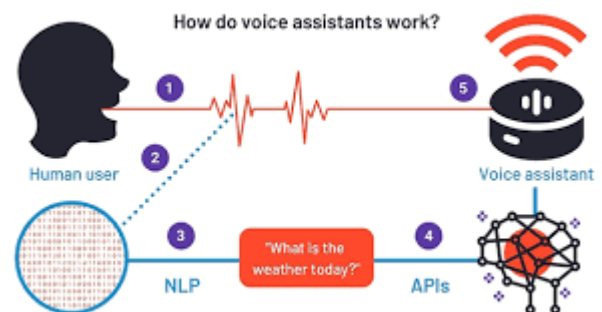 How do voice assistants work?
1
5
2
Human user
Voice assistant
3
4
"What is the
weather today?"
NLP
APIs